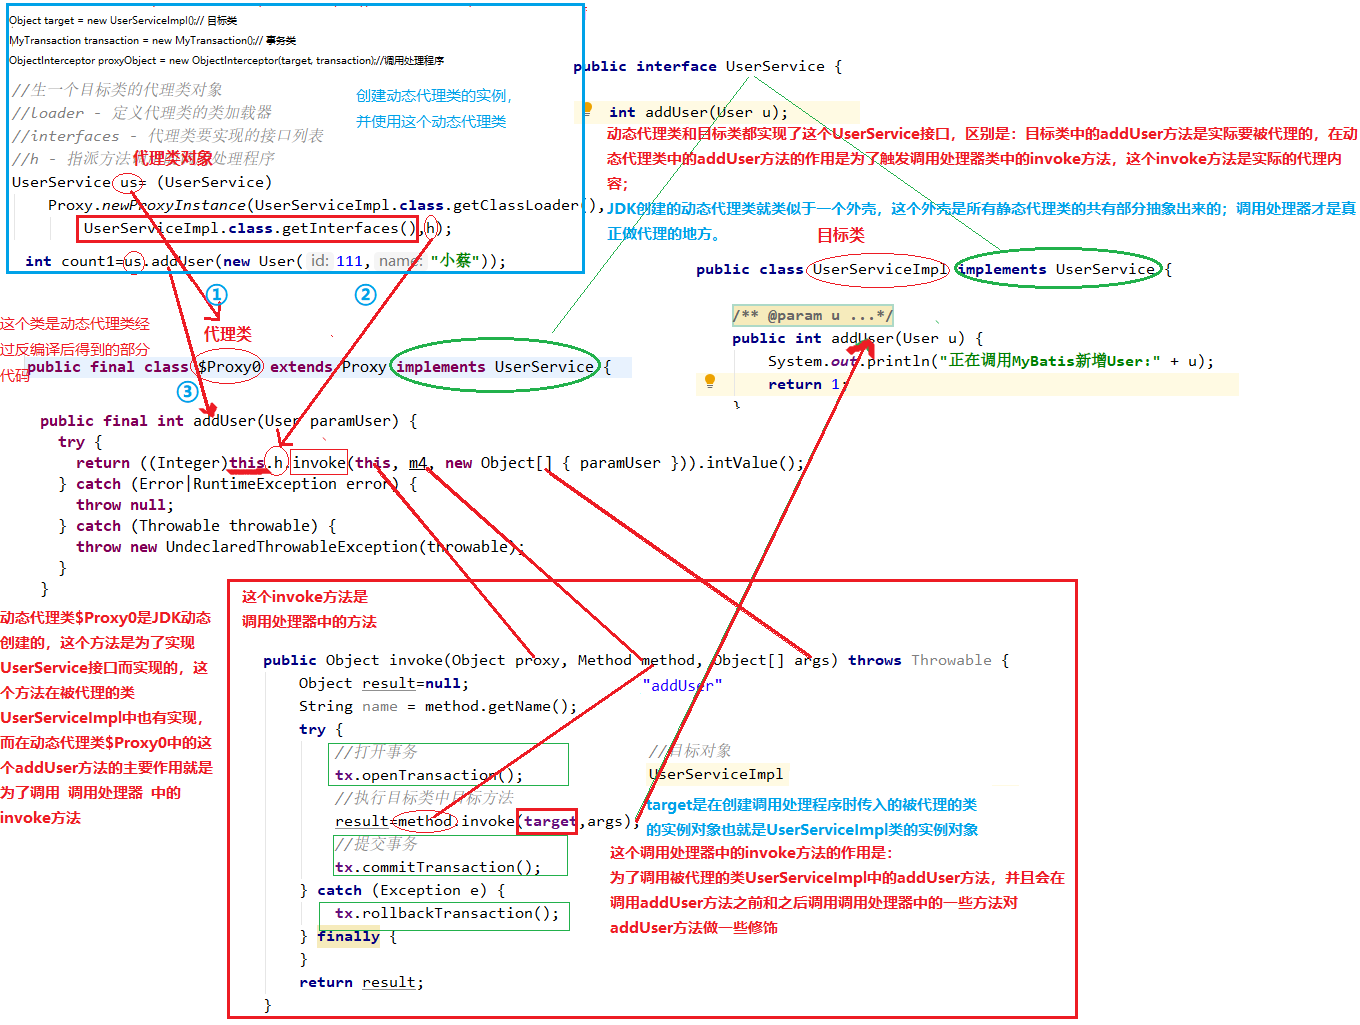 Object target = new UserServiceImpl();// 目标类
MyTransaction transaction = new MyTransaction();// 事务类
ObjectInterceptor proxyObject = new ObjectInterceptor(target, transaction);//调用处理程序
//生一个目标类的代理类对象
//loader - 定义代理类的类加载器
//interfaces - 代理类要实现的接口列表
//h - 指派方法 处理程序
代理类对象
创建动态代理类的实例,
并使用这个动态代理类
UserService us= (UserService)
Proxy.newProxyInstance(UserServiceImpl.class.getClassLoader(),
UserServiceImpl.class.getInterfaces(),h);
int count1=us.addUser(new User( id: 111, name: "小蔡"));
public interface UserService {
int addUser(User u);
动态代理类和目标类都实现了这个UserService接口，区别是：目标类中的addUser方法是实际要被代理的，在动
态代理类中的addUser方法的作用是为了触发调用处理器类中的invoke方法，这个invoke方法是实际的代理内
容；
JDK创建的动态代理类就类似于一个外壳，这个外壳是所有静态代理类的共有部分抽象出来的；调用处理器才是真
正做代理的地方。
目标类
public class UserServiceImpl implements UserService {
/** @param u ...*/
public int addUser(User u) {
System.out.println("正在调用MyBatis新增User:" + u);
return 1;
}
①
②
③
这个类是动态代理类经
过反编译后得到的部分
代码
代理类
public final class $Proxy0 extends Proxy implements UserService {
public final int addUser(User paramUser) {
try {
return ((Integer)this.h.invoke(this, m4, new Object[] { paramUser })).intValue();
} catch (Error|RuntimeException error) {
throw null;
} catch (Throwable throwable) {
throw new UndeclaredThrowableException(throwable);
}
}
动态代理类$Proxy0是JDK动态
创建的，这个方法是为了实现
UserService接口而实现的，这
个方法在被代理的类
UserServiceImpl中也有实现，
而在动态代理类$Proxy0中的这
个addUser方法的主要作用就是
为了调用 调用处理器 中的
invoke方法
这个invoke方法是
调用处理器中的方法
public Object invoke(Object proxy, Method method, Object[] args) throws Throwable {
Object result=null;
"addUser"
String name = method.getName();
try {
//打开事务
tx.openTransaction();
//执行目标类中目标方法
result=method.invoke(target,args);
//提交事务
tx.commitTransaction();
} catch (Exception e) {
tx.rollbackTransaction();
} finally {
}
return result;
}
//目标对象
UserServiceImpl
target是在创建调用处理程序时传入的被代理的类
的实例对象也就是UserServiceImpl类的实例对象
这个调用处理器中的invoke方法的作用是：
为了调用被代理的类UserServiceImpl中的addUser方法，并且会在
调用addUser方法之前和之后调用调用处理器中的一些方法对
addUser方法做一些修饰